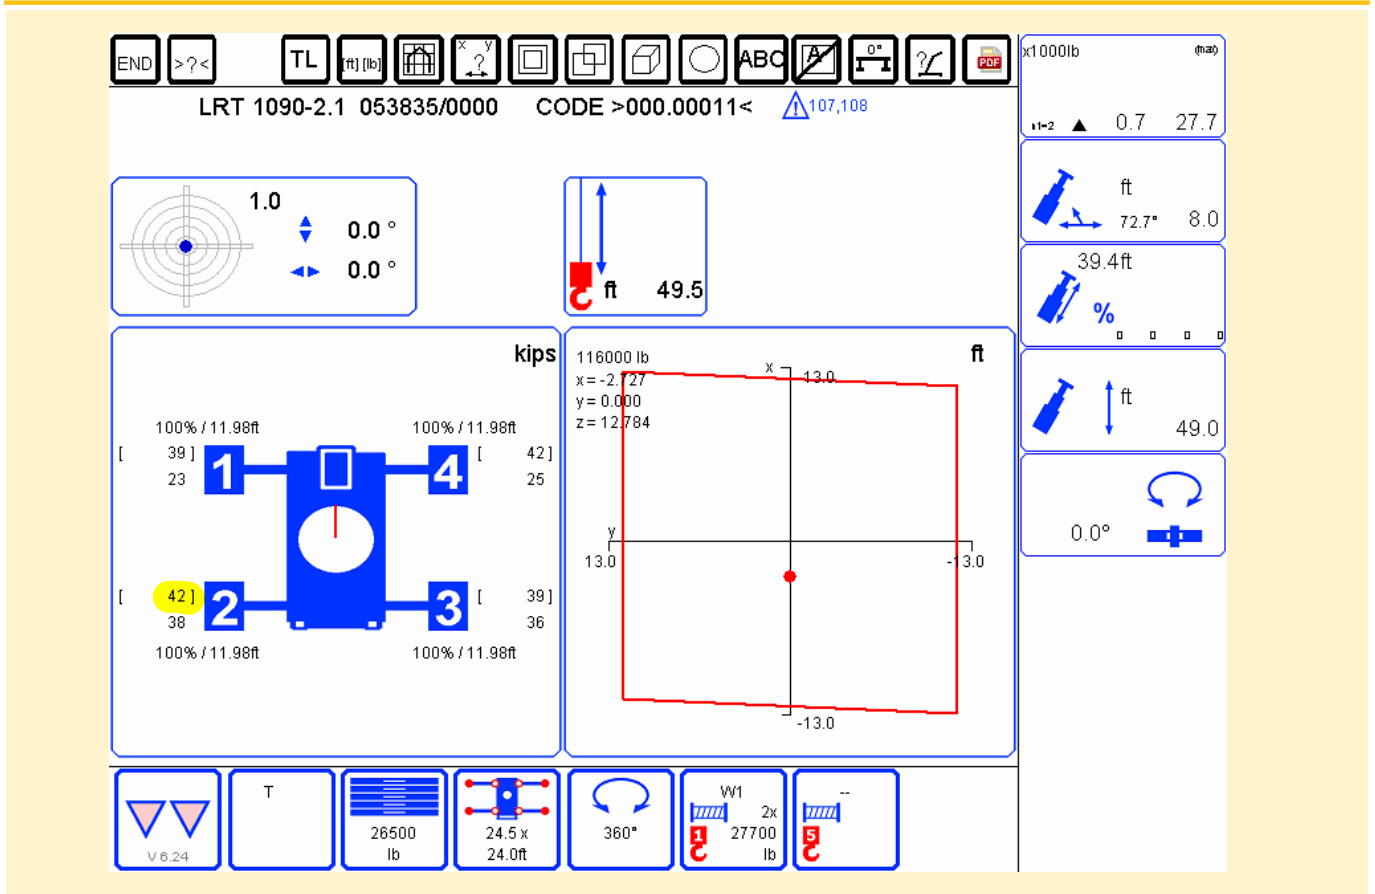 END >?< TL [ft] [lb] x y ? ABC A 0° ? PDF
LRT 1090-2.1 053835/0000 CODE >000.00011< 107,108
x1000lb (max)
n1=2 0.7 27.7
ft
72.7° 8.0
39.4ft
%
ft
49.0
0.0°
1.0
0.0 °
0.0 °
ft 49.5
kips
100% / 11.98ft 100% / 11.98ft
[ 39 ] 1 4 [ 42 ]
23 25
[ 42 ] 2 3 [ 39 ]
38 36
100% / 11.98ft 100% / 11.98ft
116000 lb ft
x = -2.727 x 13.0
y = 0.000
z = 12.784
y
13.0 -13.0
-13.0
V 6.24
T
26500
lb
24.5 x
24.0ft
360°
W1
2x
1 27700
lb
--
5